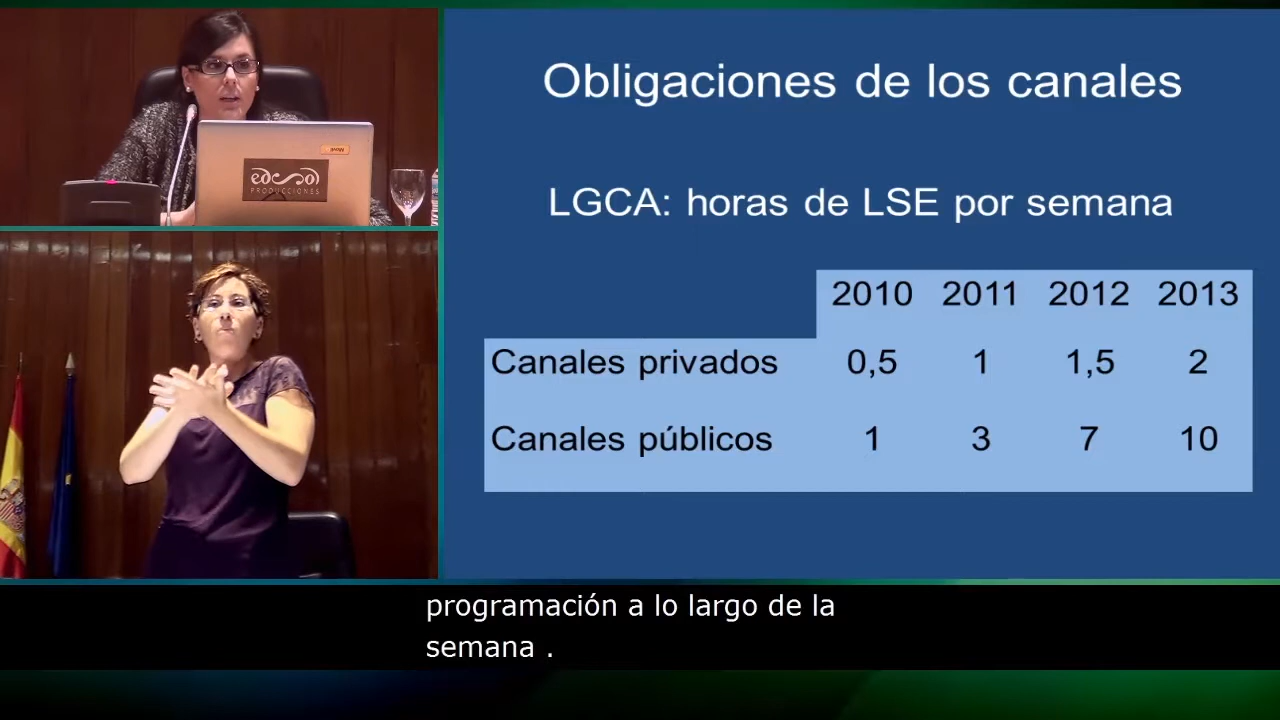 edsol
PRODUCCIONES
Obligaciones de los canales
LGCA: horas de LSE por semana
2010 2011 2012 2013
Canales privados 0,5 1 1,5 2
Canales públicos 1 3 7 10
programación a lo largo de la
semana .